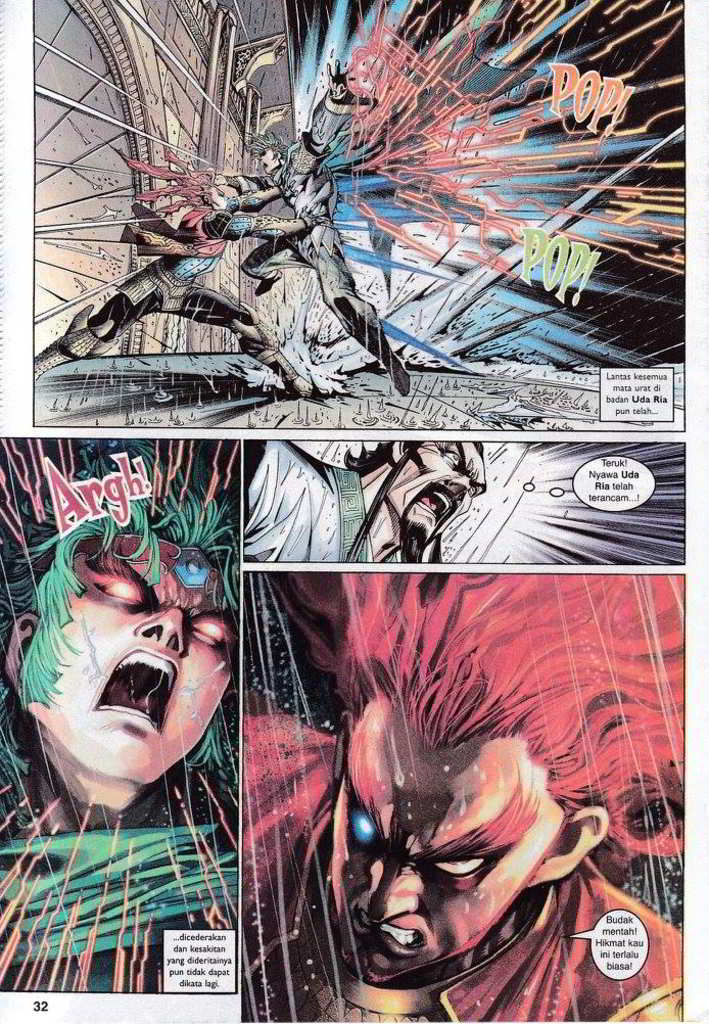 POP!
POP!
Lantas kesemua
mata urat di
badan Uda Ria
pun telah...
Argh!
Teruk!
Nyawa Uda
Ria telah
terancam...!
...dicederakan
dan kesakitan
yang dideritainya
pun tidak dapat
dikata lagi.
Budak
mentah!
Hikmat kau
ini terlalu
biasa!
32